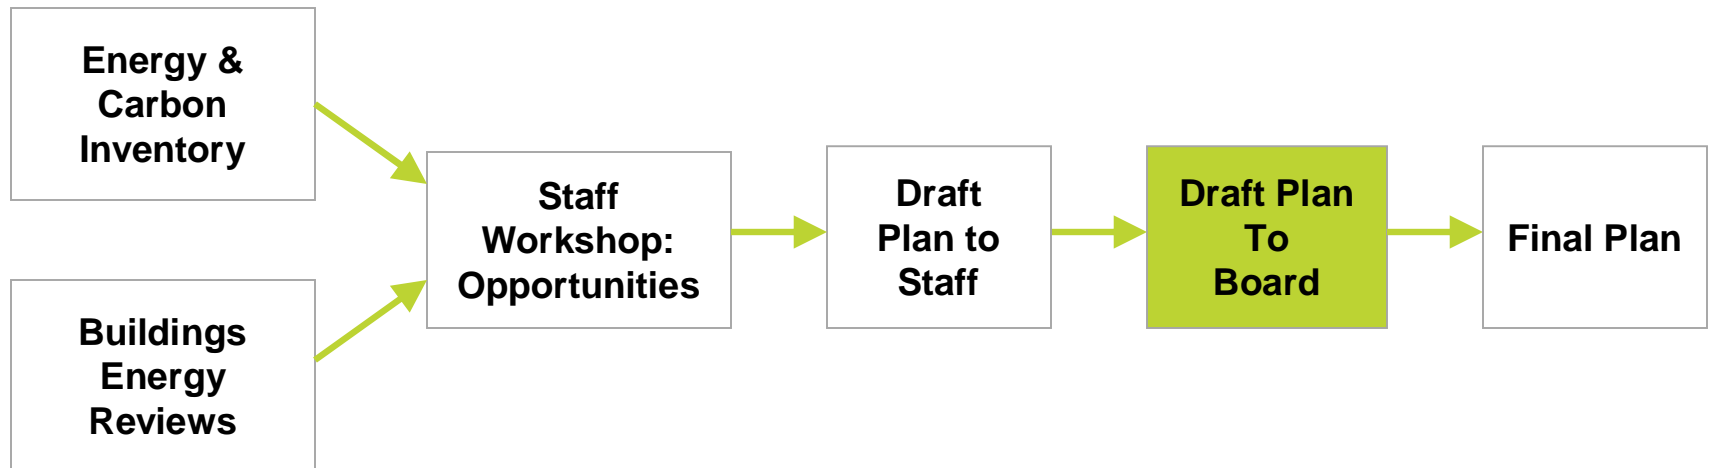 Energy &
Carbon
Inventory
Buildings
Energy
Reviews
Staff
Workshop:
Opportunities
Draft
Plan to
Staff
Draft Plan
To
Board
Final Plan